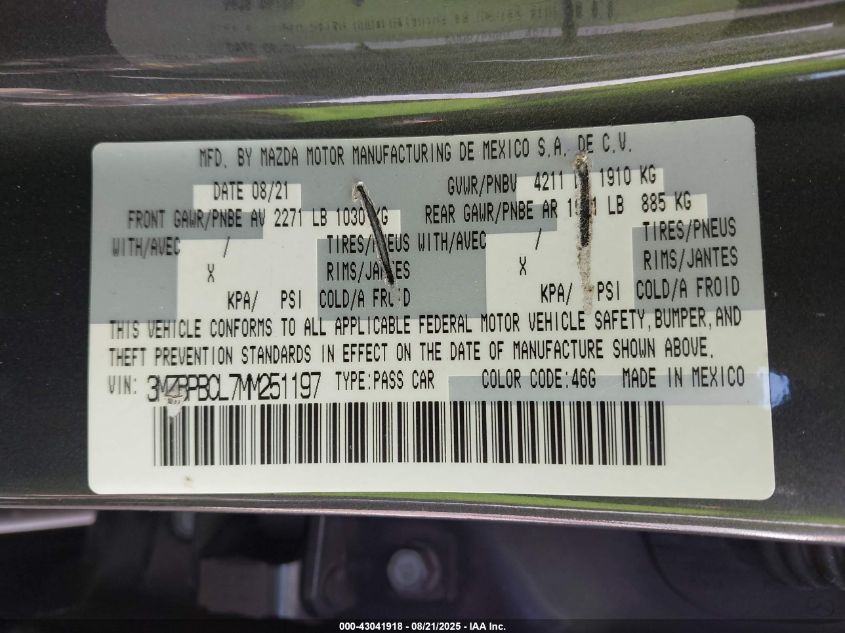 MFD. BY MAZDA MOTOR MANUFACTURING DE MEXICO S.A. DE C.V.
DATE 08/21 GVWR/PNBV 4211 1910 KG
FRONT GAWR/PNBE AV 2271 LB 1030 KG REAR GAWR/PNBE AR LB 885 KG
WITH/AVEC / TIRES/PNEUS WITH/AVEC / TIRES/PNEUS
X RIMS/JANTES X RIMS/JANTES
KPA/ PSI COLD/A FROID KPA/ PSI COLD/A FROID
THIS VEHICLE CONFORMS TO ALL APPLICABLE FEDERAL MOTOR VEHICLE SAFETY, BUMPER, AND
THEFT PREVENTION STANDARDS IN EFFECT ON THE DATE OF MANUFACTURE SHOWN ABOVE.
VIN: 3MZBPBCL7MM251197 TYPE:PASS CAR COLOR CODE:46G MADE IN MEXICO
000-43041918 - 08/21/2025 - IAA Inc.